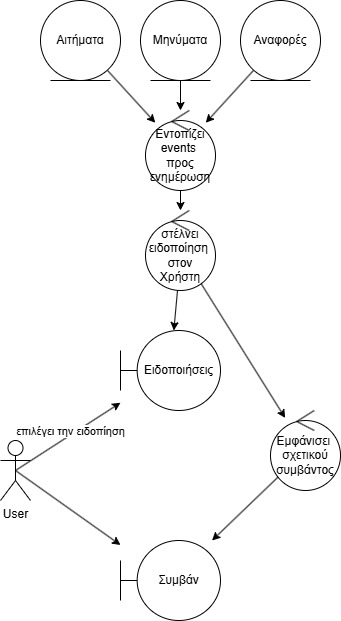 Αιτήματα
Μηνύματα
Αναφορές
Εντοπίζει
events
προς
ενημέρωση
στέλνει
ειδοποίηση
στον
Χρήστη
Ειδοποιήσεις
επιλέγει την ειδοπίηση
User
Εμφάνισει
σχετικού
συμβάντος
Συμβάν